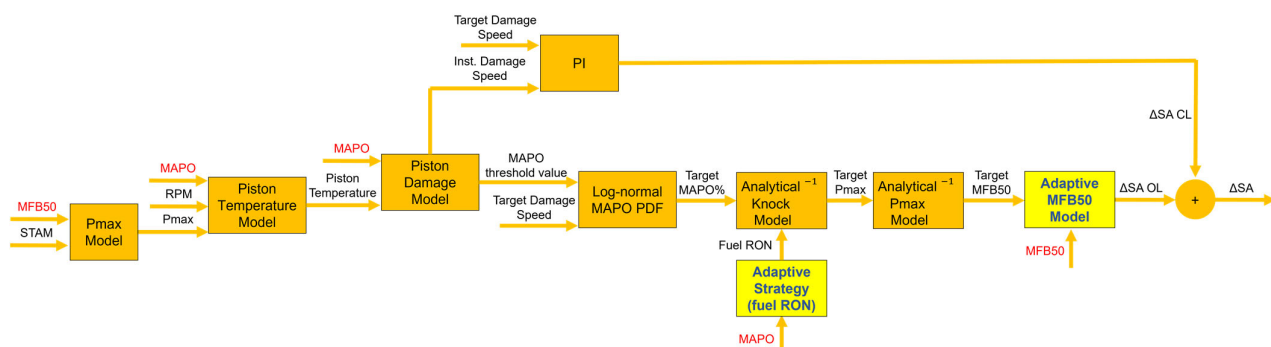 Target Damage
Speed
Inst. Damage
Speed
PI
ΔSA CL
MAPO
Piston
Damage
Model
MAPO
threshold value
Target Damage
Speed
Log-normal
MAPO PDF
Target
MAPO%
Analytical ⁻¹
Knock
Model
Target
Pmax
Analytical ⁻¹
Pmax Model
Target
MFB50
Adaptive
MFB50
Model
ΔSA OL
+
ΔSA
MFB50
MAPO
RPM
Pmax
Piston
Temperature Model
Piston
Temperature
MFB50
STAM
Pmax
Model
Fuel RON
Adaptive
Strategy
(fuel RON)
MAPO